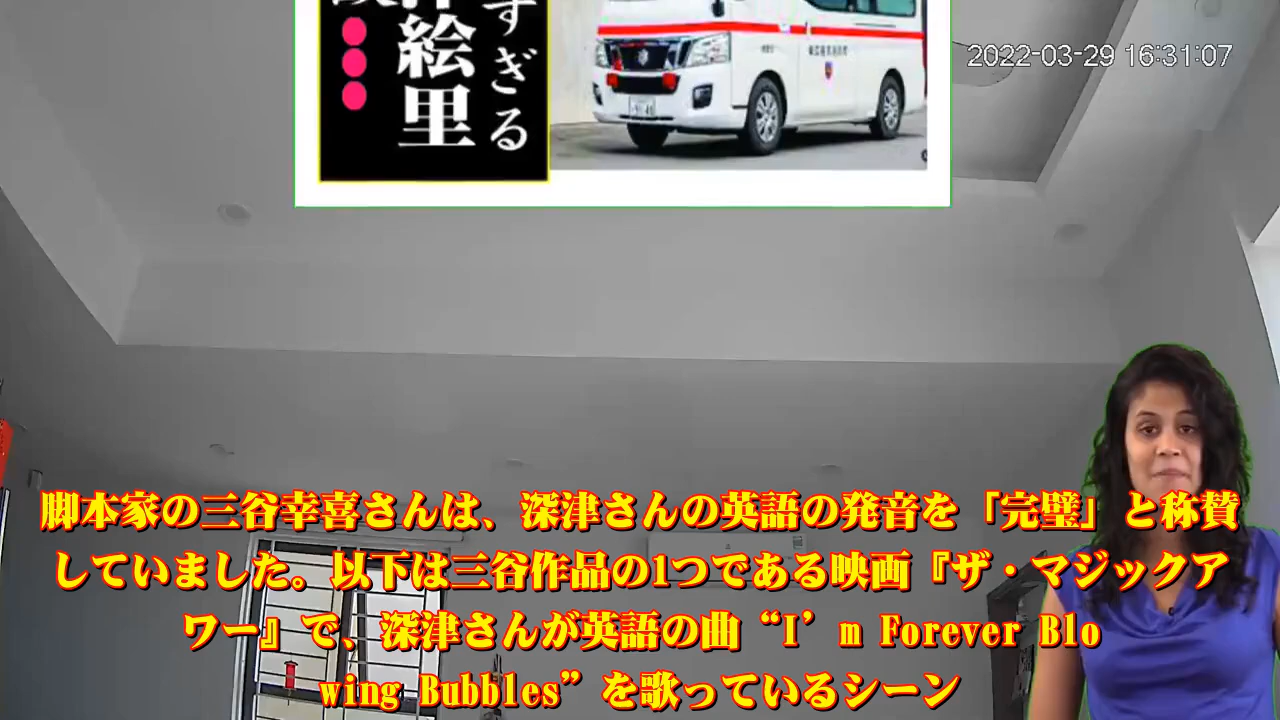 すぎる
絵里
2022-03-29 16:31:07
脚本家の三谷幸喜さんは、深津さんの英語の発音を「完璧」と称賛
していました。以下は三谷作品の1つである映画『ザ・マジックア
ワー』で、深津さんが英語の曲“I’m Forever Blo
wing Bubbles”を歌っているシーン